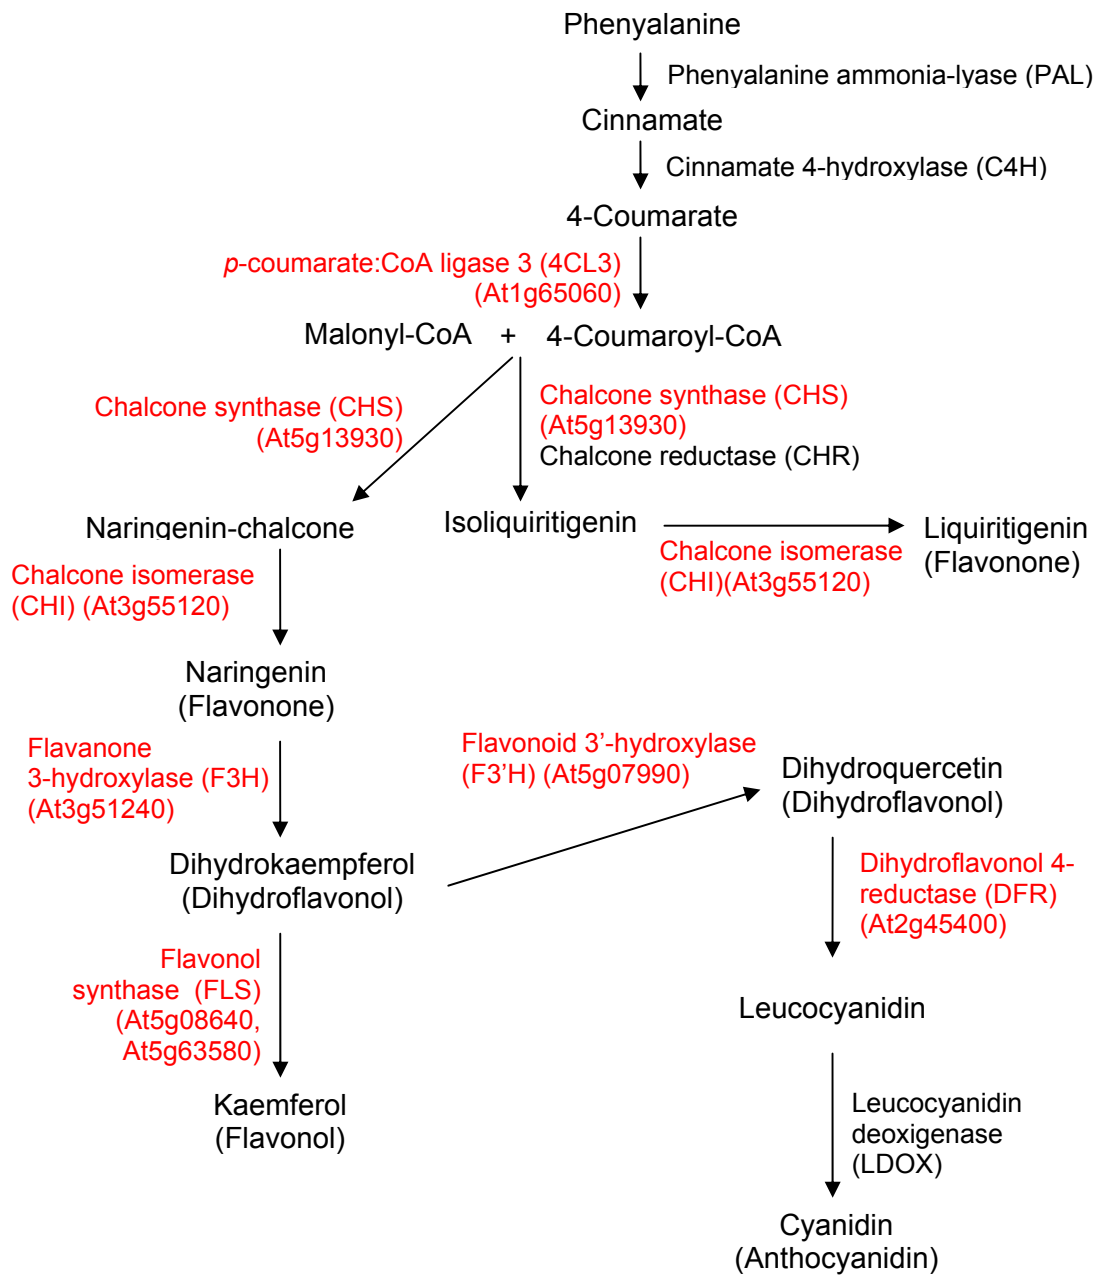 Phenyalanine
Phenyalanine ammonia-lyase (PAL)
Cinnamate
Cinnamate 4-hydroxylase (C4H)
4-Coumarate
p-coumarate:CoA ligase 3 (4CL3)
(At1g65060)
Malonyl-CoA + 4-Coumaroyl-CoA
Chalcone synthase (CHS)
(At5g13930)
Chalcone synthase (CHS)
(At5g13930)
Chalcone reductase (CHR)
Naringenin-chalcone
Isoliquiritigenin
Chalcone isomerase
(CHI)(At3g55120)
Liquiritigenin
(Flavonone)
Chalcone isomerase
(CHI) (At3g55120)
Naringenin
(Flavonone)
Flavanone
3-hydroxylase (F3H)
(At3g51240)
Flavonoid 3’-hydroxylase
(F3’H) (At5g07990)
Dihydroquercetin
(Dihydroflavonol)
Dihydrokaempferol
(Dihydroflavonol)
Dihydroflavonol 4-
reductase (DFR)
(At2g45400)
Flavonol
synthase (FLS)
(At5g08640,
At5g63580)
Leucocyanidin
Kaemferol
(Flavonol)
Leucocyanidin
deoxigenase
(LDOX)
Cyanidin
(Anthocyanidin)